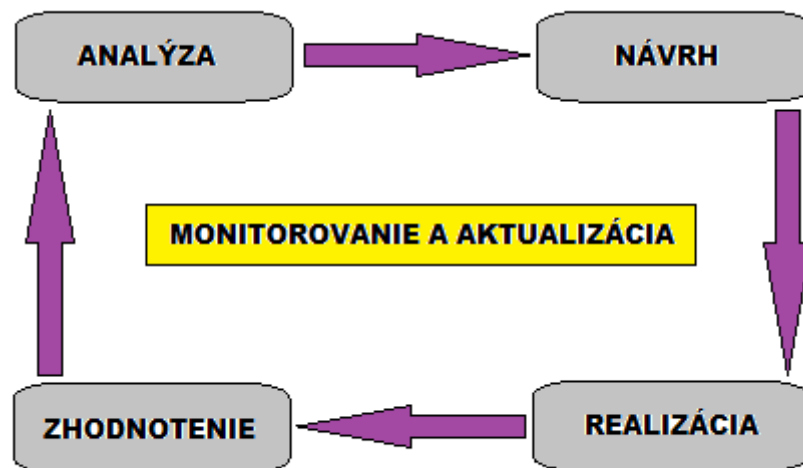 ANALÝZA
NÁVRH
MONITOROVANIE A AKTUALIZÁCIA
ZHODNOTENIE
REALIZÁCIA